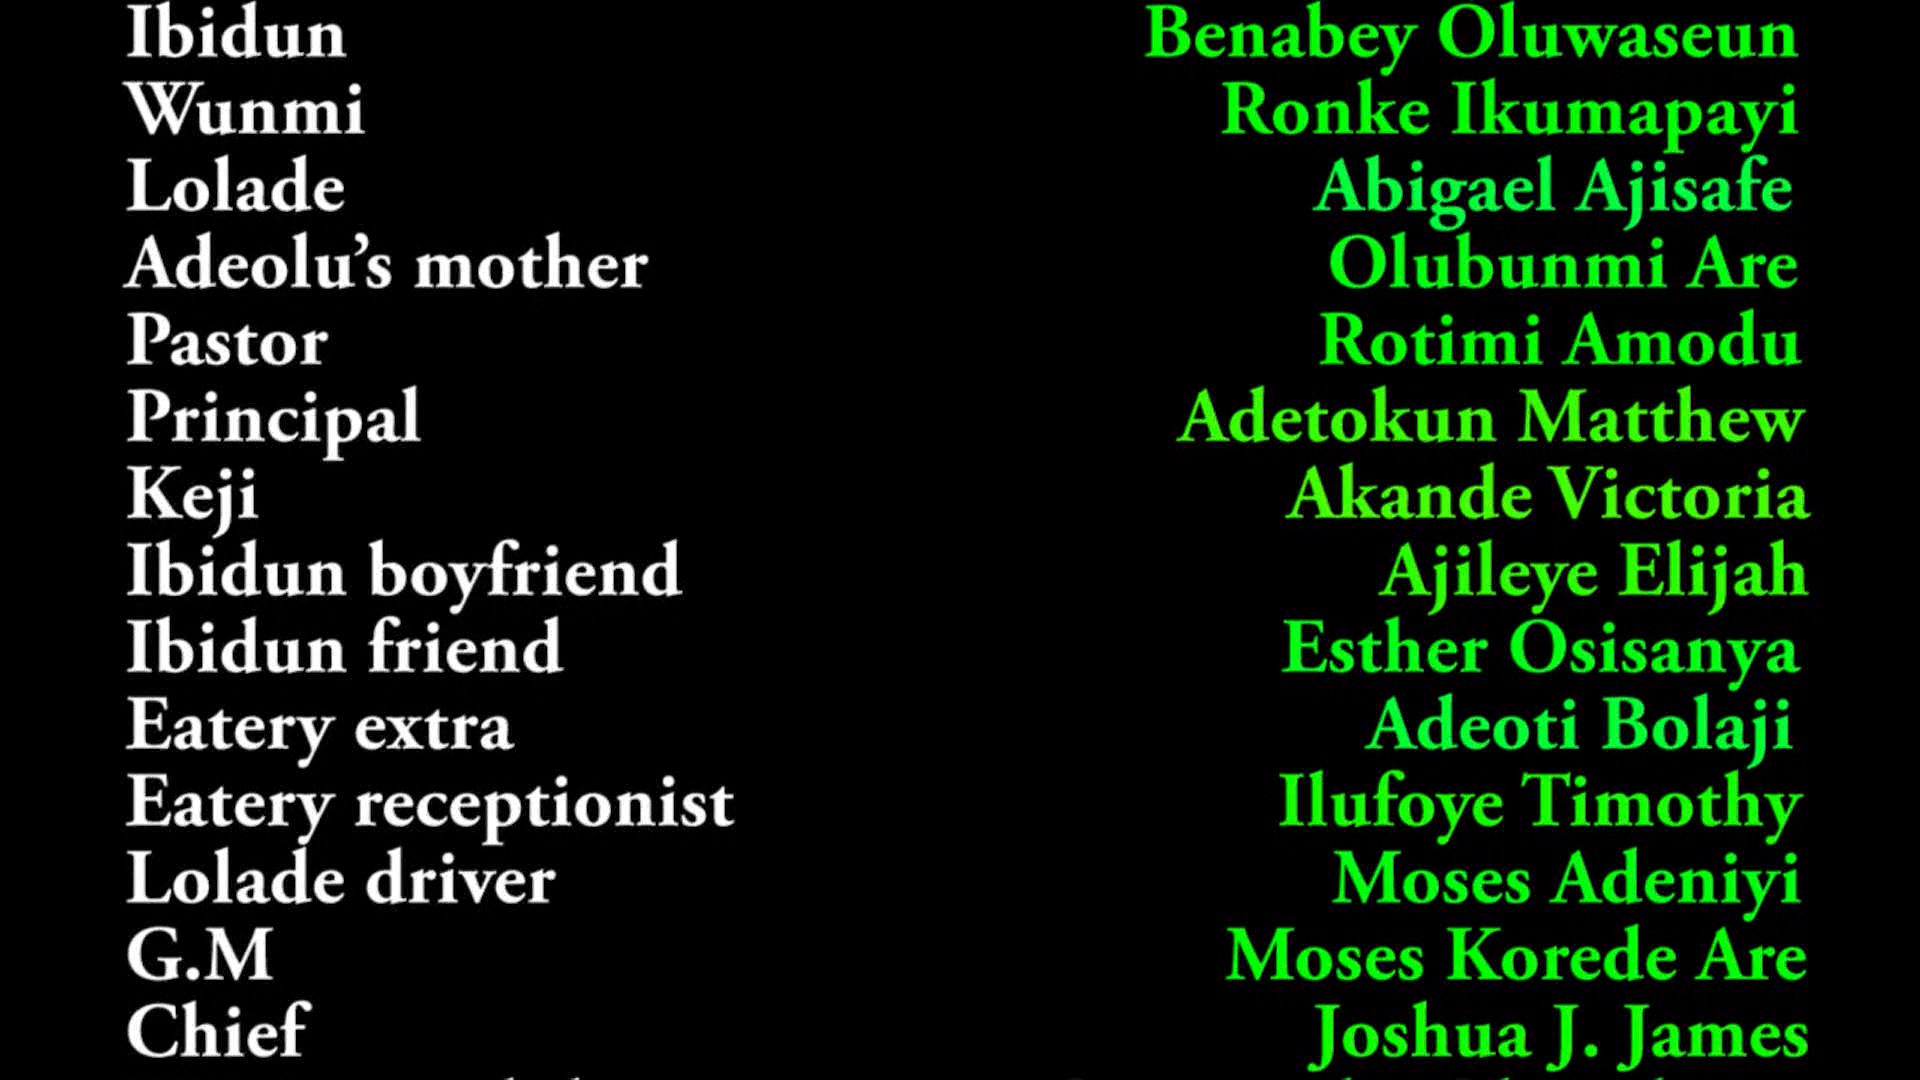 Ibidun Benabey Oluwaseun
Wunmi Ronke Ikumapayi
Lolade Abigael Ajisafe
Adeolu’s mother Olubunmi Are
Pastor Rotimi Amodu
Principal Adetokun Matthew
Keji Akande Victoria
Ibidun boyfriend Ajileye Elijah
Ibidun friend Esther Osisanya
Eatery extra Adeoti Bolaji
Eatery receptionist Ilufoye Timothy
Lolade driver Moses Adeniyi
G.M Moses Korede Are
Chief Joshua J. James